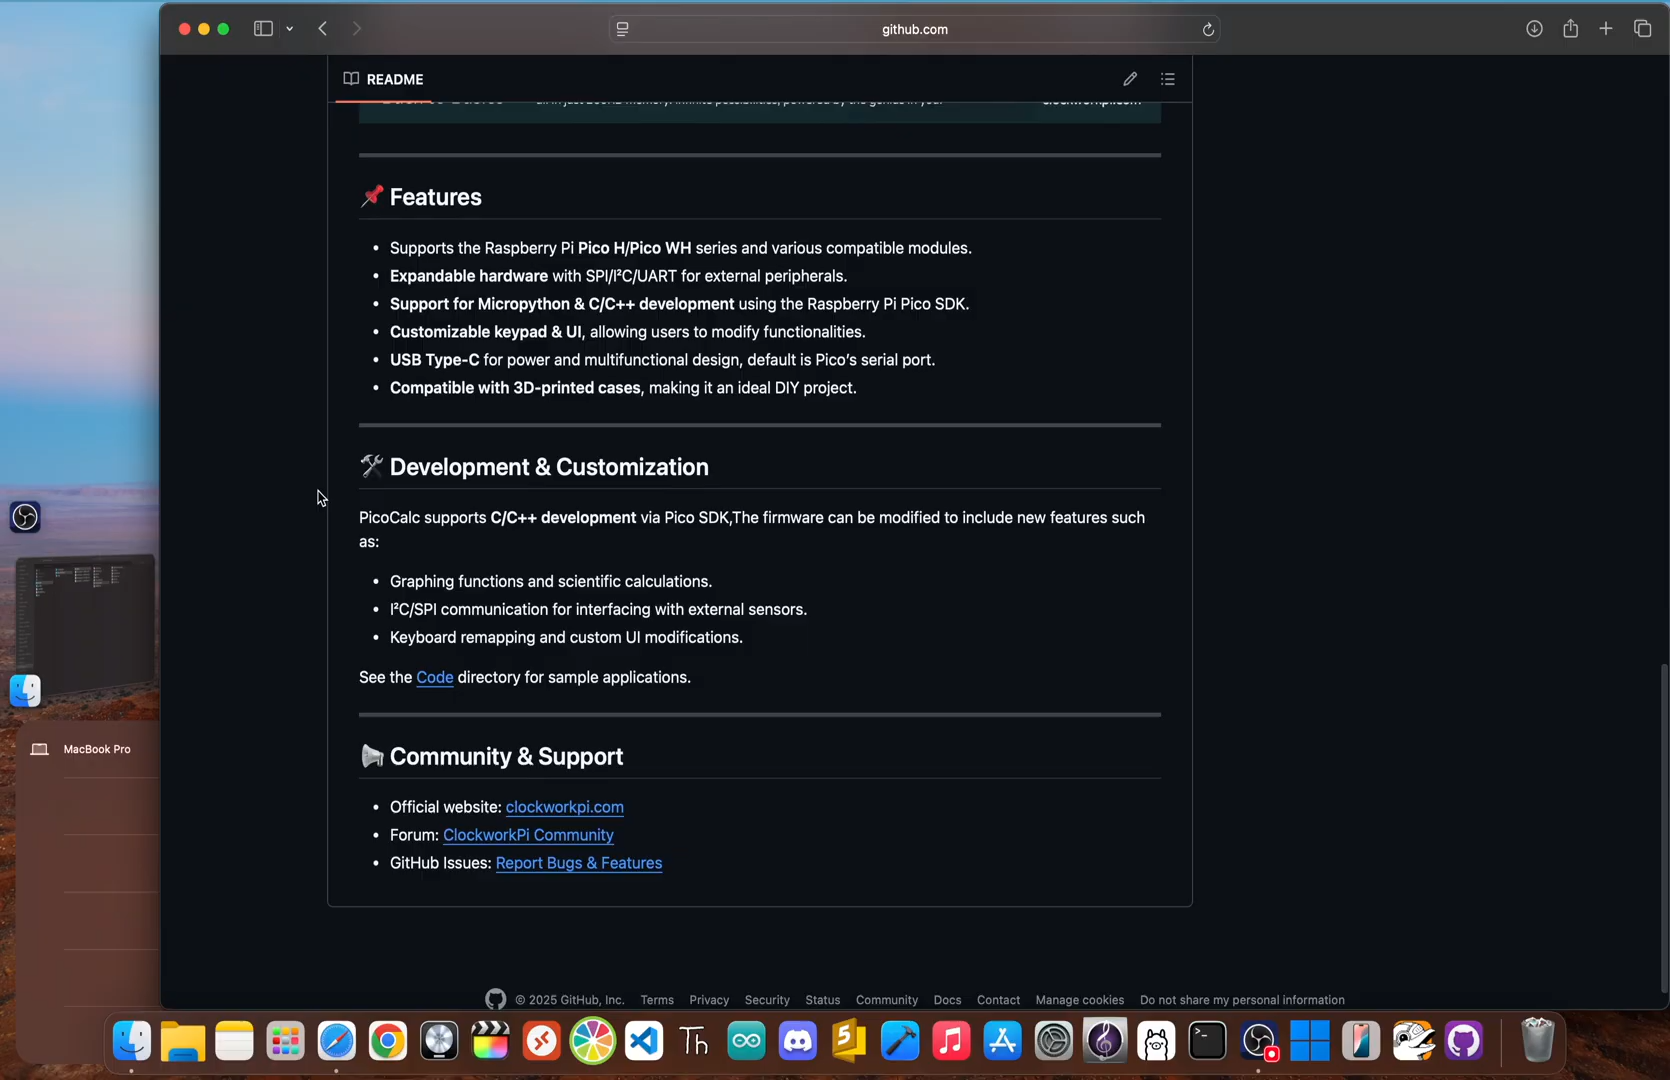 github.com
README
clockworkpi.com
Features
Supports the Raspberry Pi Pico H/Pico WH series and various compatible modules.
Expandable hardware with SPI/I²C/UART for external peripherals.
Support for Micropython & C/C++ development using the Raspberry Pi Pico SDK.
Customizable keypad & UI, allowing users to modify functionalities.
USB Type-C for power and multifunctional design, default is Pico’s serial port.
Compatible with 3D-printed cases, making it an ideal DIY project.
Development & Customization
PicoCalc supports C/C++ development via Pico SDK,The firmware can be modified to include new features such
as:
Graphing functions and scientific calculations.
I²C/SPI communication for interfacing with external sensors.
Keyboard remapping and custom UI modifications.
See the Code directory for sample applications.
MacBook Pro
Community & Support
Official website: clockworkpi.com
Forum: ClockworkPi Community
GitHub Issues: Report Bugs & Features
© 2025 GitHub, Inc. Terms Privacy Security Status Community Docs Contact Manage cookies Do not share my personal information
Th